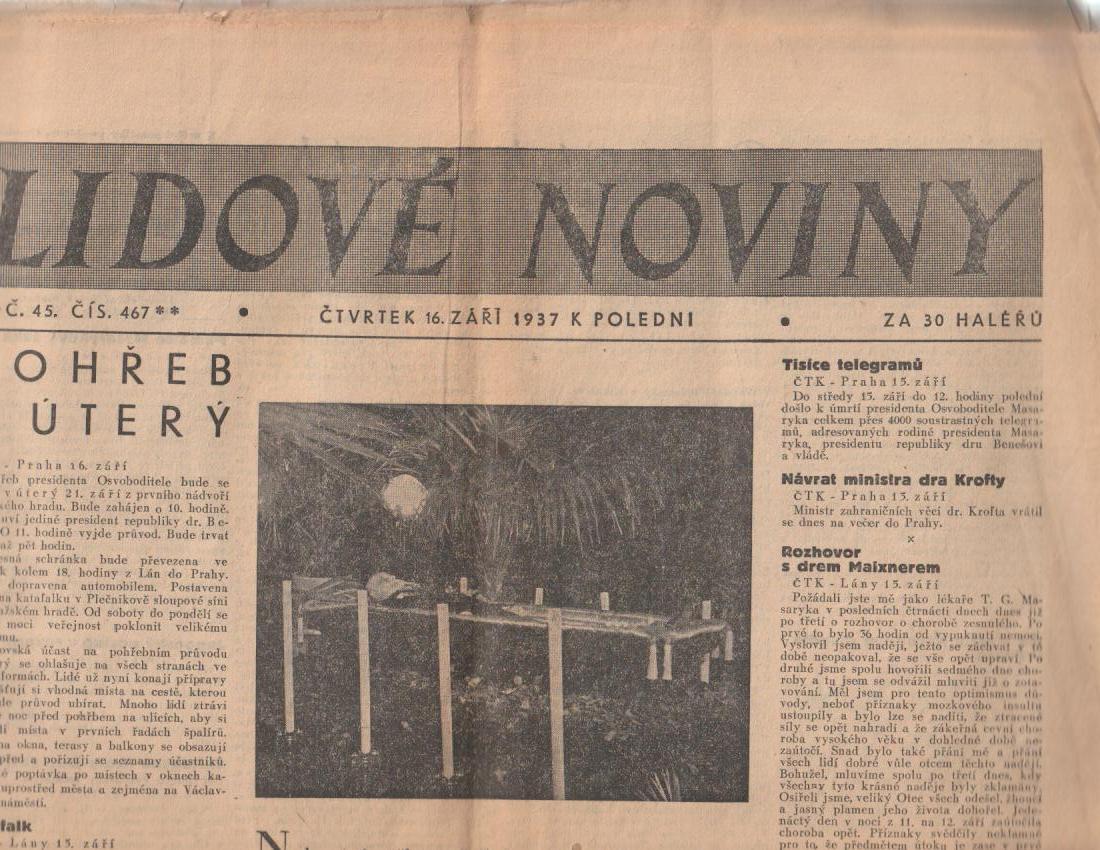 LIDOVÉ NOVINY
Č. 45. ČÍS. 467**
•
ČTVRTEK 16. ZÁŘÍ 1937 K POLEDNI
•
ZA 30 HALÉŘŮ
OHŘEB
ÚTERÝ
- Praha 16. září
řeb presidenta Osvoboditele bude se
v úterý 21. září z prvního nádvoří
kého hradu. Bude zahájen o 10. hodině.
uví jedině president republiky dr. Be-
O 11. hodině vyjde průvod. Bude trvat
až pět hodin.
esná schránka bude převezena ve
k kolem 18. hodiny z Lán do Prahy.
dopravena automobilem. Postavena
na katafalku v Plečnikově sloupové síni
žském hradě. Od soboty do pondělí se
moci veřejnost pokloniti velikému
mu.
ovská účast na pohřebním průvodu
rý se ohlašuje na všech stranách ve
formách. Lidé už nyní konají přípravy
šťují si vhodná místa na cestě, kterou
de průvod ubírat. Mnoho lidí ztráví
noc před pohřbem na ulicích, aby si
li místa v prvních řadách špalírů.
na okna, terasy a balkony se obsazují
před a pořizují se seznamy účastníků.
é poptávka po místech v oknech ka-
uprostřed města a zejména na Václav-
náměstí.
falk
- Lány 15. září
N
Tisíce telegramů
ČTK - Praha 15. září
Do středy 15. září do 12. hodiny polední
došlo k úmrtí presidenta Osvoboditele Masa-
ryka celkem přes 4000 soustrastných telegra-
mů, adresovaných rodině presidenta Masa-
ryka, presidentu republiky dru Benešovi
a vládě.
Návrat ministra dra Krofty
ČTK - Praha 15. září
Ministr zahraničních věcí dr. Krofta vrátil
se dnes na večer do Prahy.
×
Rozhovor
s drem Maixnerem
ČTK - Lány 15. září
Požádali jste mé jako lékaře T. G. Ma-
saryka v posledních čtrnácti dnech dnes již
po třetí o rozhovor o chorobě zesnulého. Po
prvé to bylo 36 hodin od vypuknutí nemoci.
Vyslovil jsem naději, ježto se záchvat v té
době neopakoval, že se vše opět upraví. Po
druhé jsme spolu hovořili sedmého dne cho-
roby a tu jsem se odvážil mluviti již o zota-
vování. Měl jsem pro tento optimismus dů-
vody, neboť příznaky mozkového insultu
ustoupily a bylo lze se nadíti, že ztracené
síly se opět nahradí a že zákeřná cevní cho-
roba vysokého věku v dohledné době ne-
zaútočí. Snad bylo také přání mé a přání
všech lidí dobré vůle otcem těchto nadějí.
Bohužel, mluvíme spolu po třetí dnes, kdy
všechny tyto krásné naděje byly zklamány.
Osiřeli jsme, veliký Otec všech odešel, žhoucí
a jasný plamen jeho života dohořel. Jede-
náctý den v noci z 11. na 12. září zaútočila
choroba opět. Příznaky svědčily neklamně
pro to, že předmětem útoku je zase v prvé